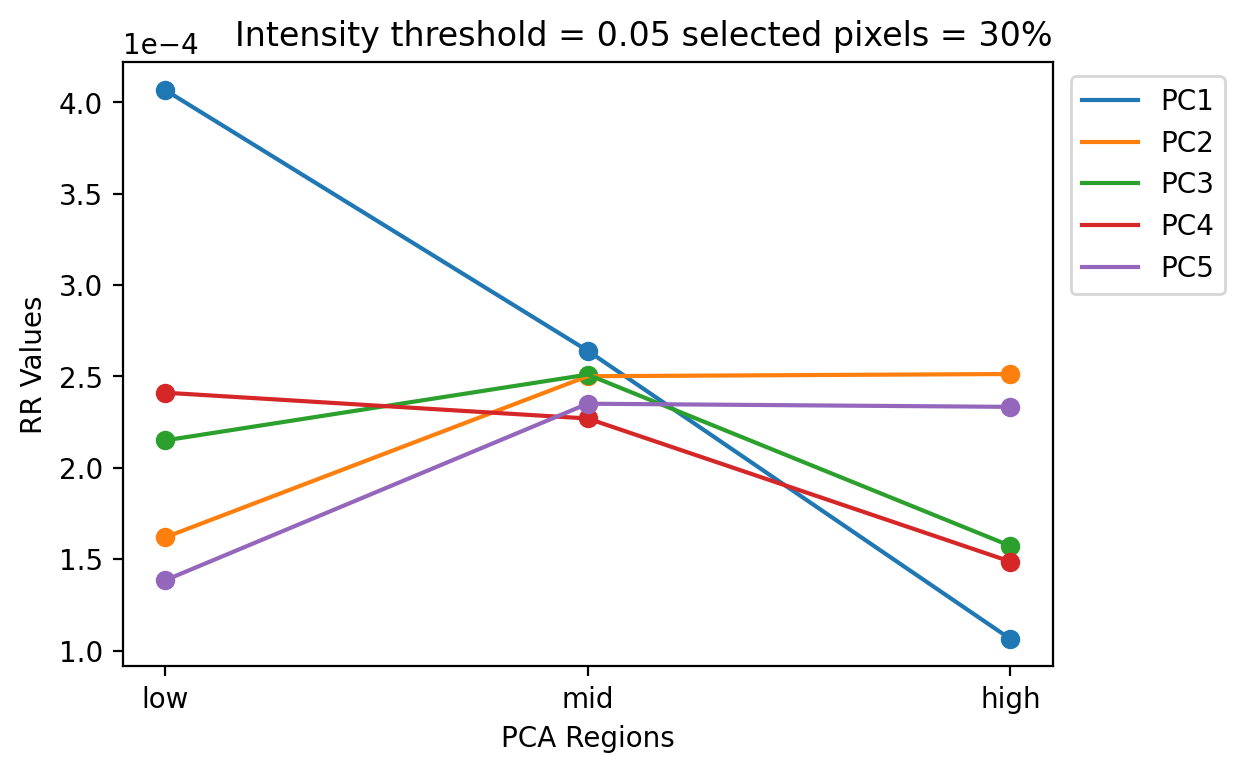 Intensity threshold = 0.05 selected pixels = 30%
1e−4
4.0
3.5
3.0
2.5
2.0
1.5
1.0
RR Values
low
mid
high
PCA Regions
PC1
PC2
PC3
PC4
PC5